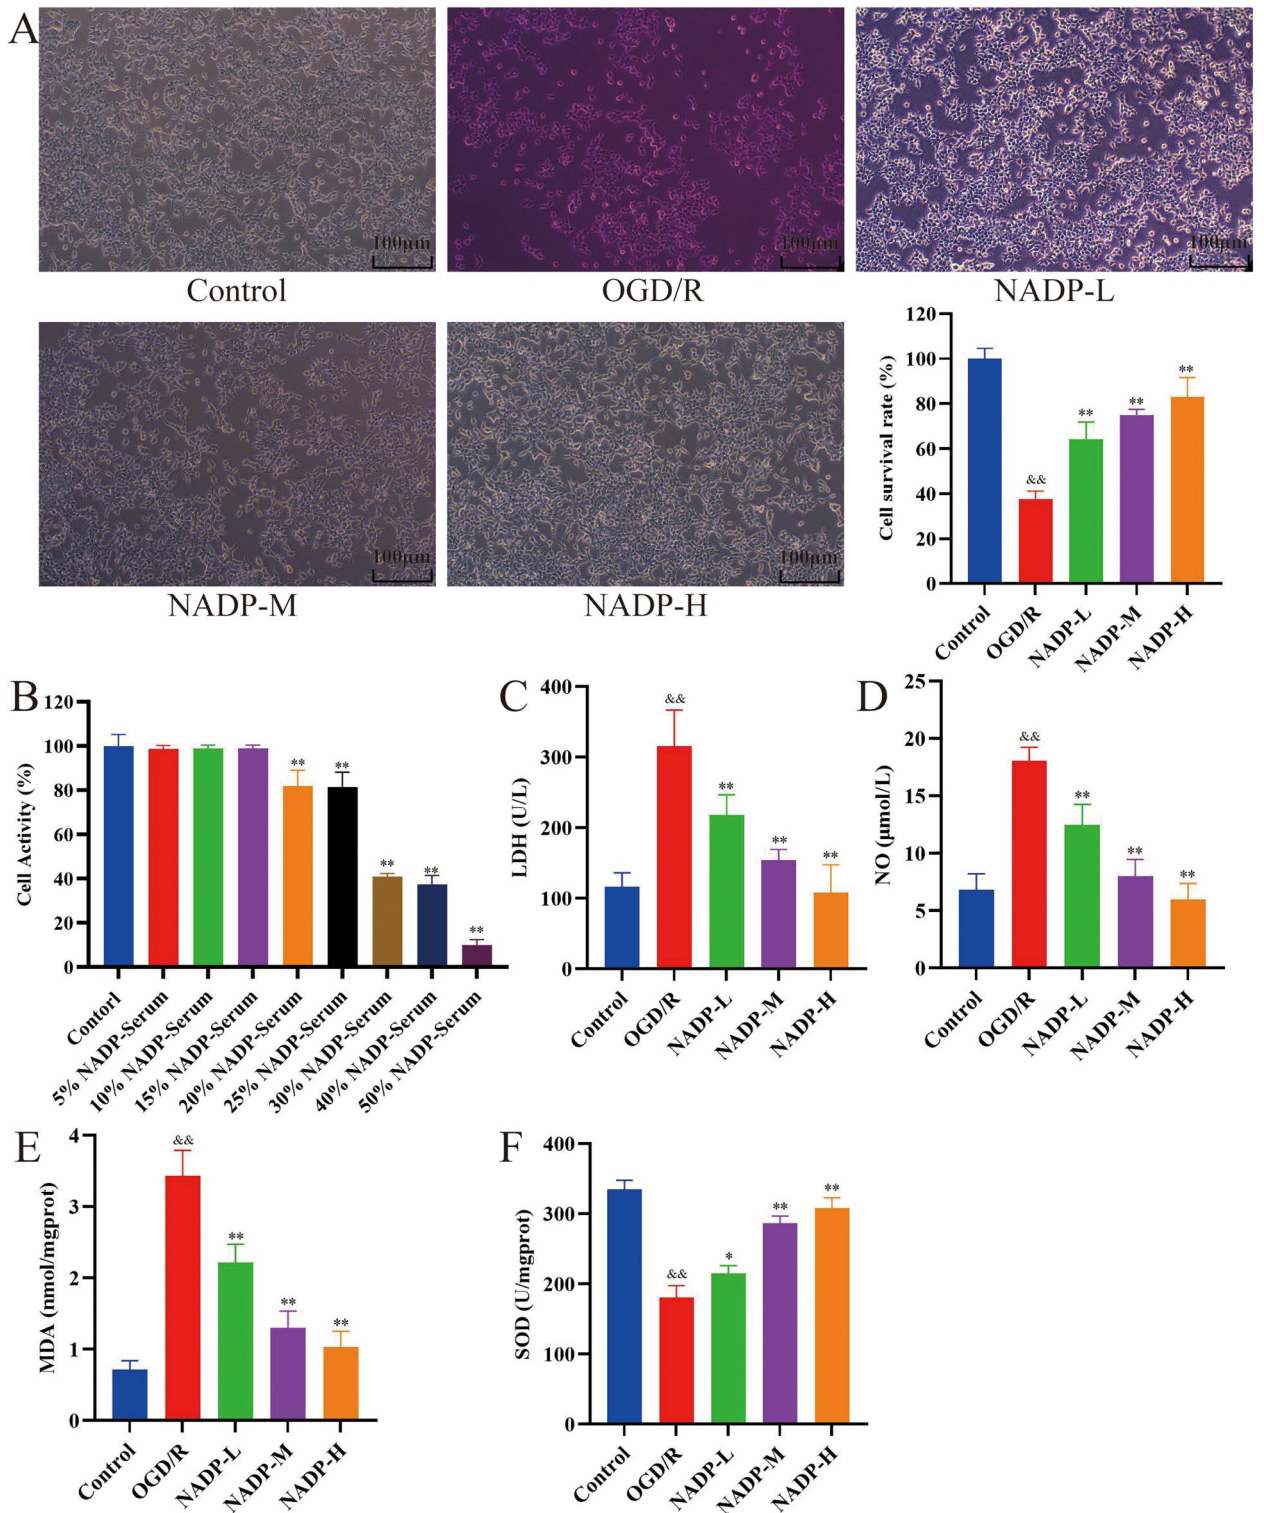 A
100μm
100μm
100μm
Control
OGD/R
NADP-L
100μm
100μm
NADP-M
NADP-H
Cell survival rate (%)
120
100
80
60
40
20
0
&&
**
**
**
Control
OGD/R
NADP-L
NADP-M
NADP-H
B
Cell Activity (%)
120
100
80
60
40
20
0
**
**
**
**
**
Contorl
5% NADP-Serum
10% NADP-Serum
15% NADP-Serum
20% NADP-Serum
25% NADP-Serum
30% NADP-Serum
40% NADP-Serum
50% NADP-Serum
C
LDH (U/L)
400
300
200
100
0
&&
**
**
**
Control
OGD/R
NADP-L
NADP-M
NADP-H
D
NO (μmol/L)
25
20
15
10
5
0
&&
**
**
**
Control
OGD/R
NADP-L
NADP-M
NADP-H
E
MDA (nmol/mgprot)
4
3
2
1
0
&&
**
**
**
Control
OGD/R
NADP-L
NADP-M
NADP-H
F
SOD (U/mgprot)
400
300
200
100
0
&&
*
**
**
Control
OGD/R
NADP-L
NADP-M
NADP-H